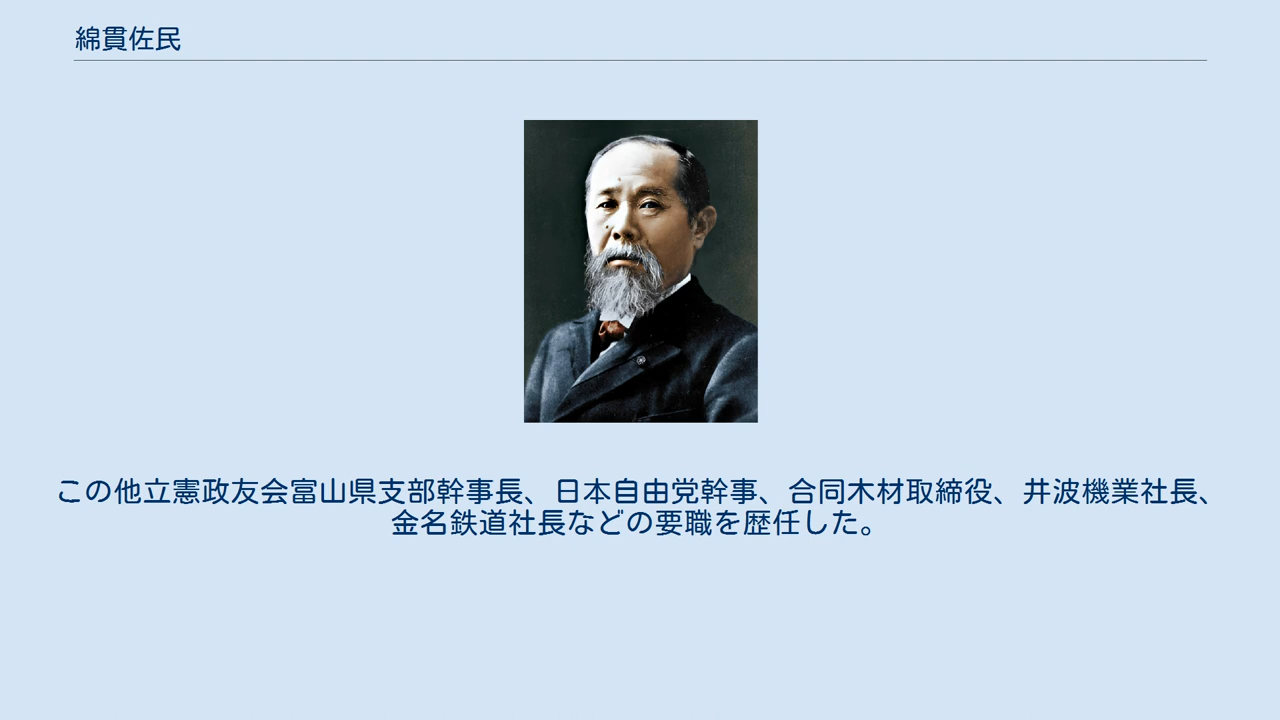 綿貫佐民
この他立憲政友会富山県支部幹事長、日本自由党幹事、合同木材取締役、井波機業社長、
金名鉄道社長などの要職を歴任した。